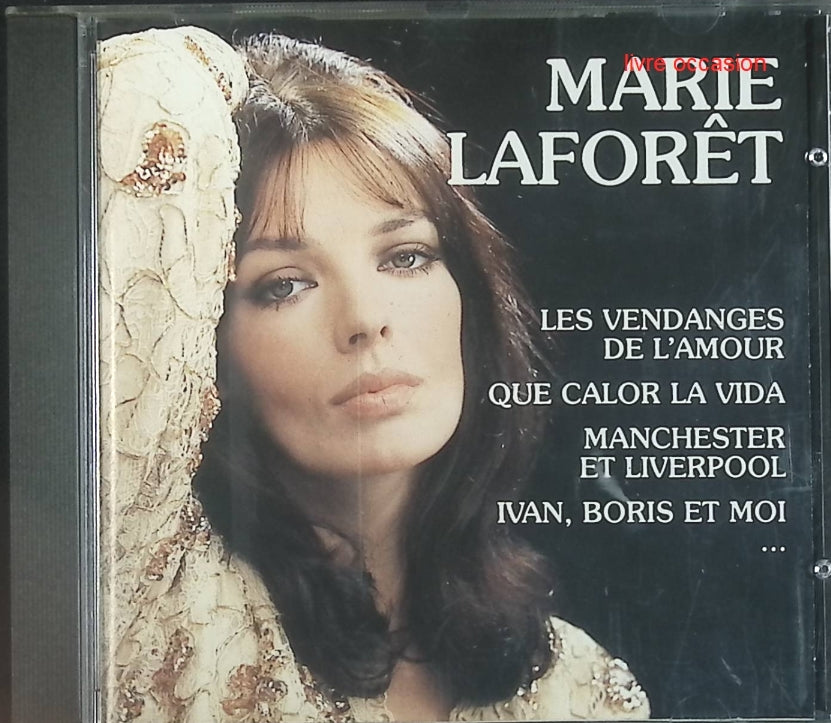 livre occasion
MARIE
LAFORÊT
LES VENDANGES
DE L'AMOUR
QUE CALOR LA VIDA
MANCHESTER
ET LIVERPOOL
IVAN, BORIS ET MOI
...